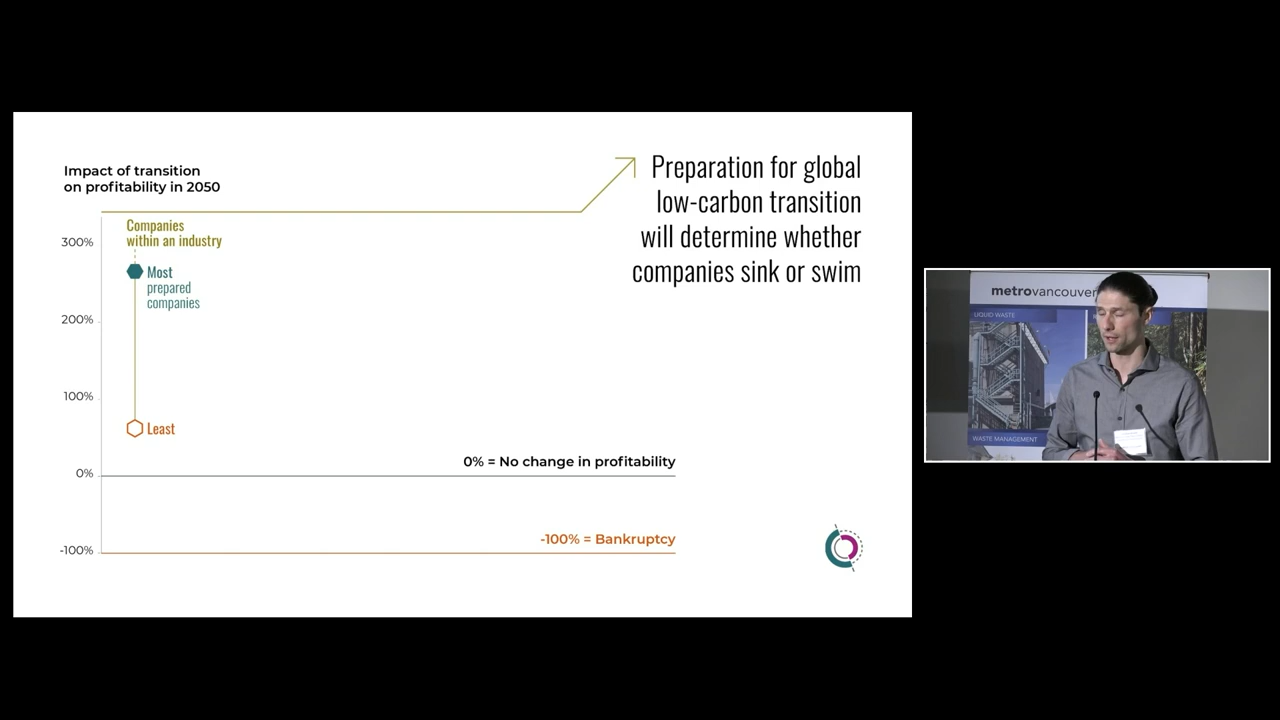 Impact of transition
on profitability in 2050
Preparation for global
low-carbon transition
will determine whether
companies sink or swim
Companies
within an industry
300%
Most
prepared
companies
200%
100%
Least
0%
0% = No change in profitability
-100%
-100% = Bankruptcy
metrovancouver
LIQUID WASTE
WASTE MANAGEMENT